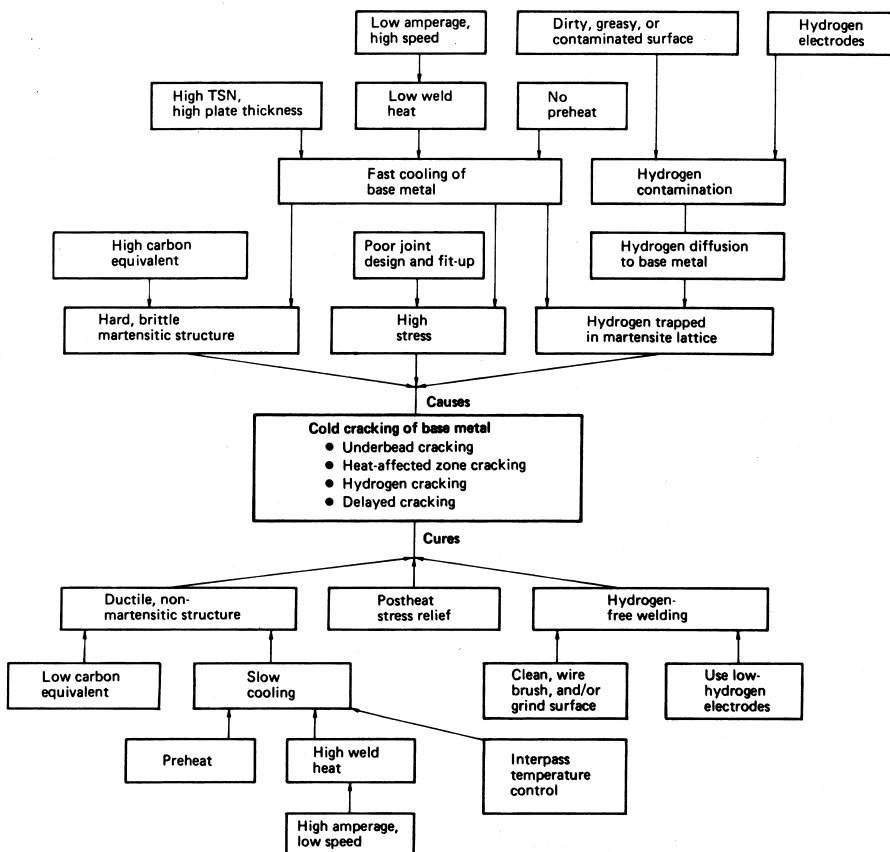 Low amperage,
high speed
Dirty, greasy, or
contaminated surface
Hydrogen
electrodes
High TSN,
high plate thickness
Low weld
heat
No
preheat
Fast cooling of
base metal
Hydrogen
contamination
High carbon
equivalent
Poor joint
design and fit-up
Hydrogen diffusion
to base metal
Hard, brittle
martensitic structure
High
stress
Hydrogen trapped
in martensite lattice
Causes
Cold cracking of base metal
● Underbead cracking
● Heat-affected zone cracking
● Hydrogen cracking
● Delayed cracking
Cures
Ductile, non-
martensitic structure
Postheat
stress relief
Hydrogen-
free welding
Low carbon
equivalent
Slow
cooling
Clean, wire
brush, and/or
grind surface
Use low-
hydrogen
electrodes
Preheat
High weld
heat
Interpass
temperature
control
High amperage,
low speed